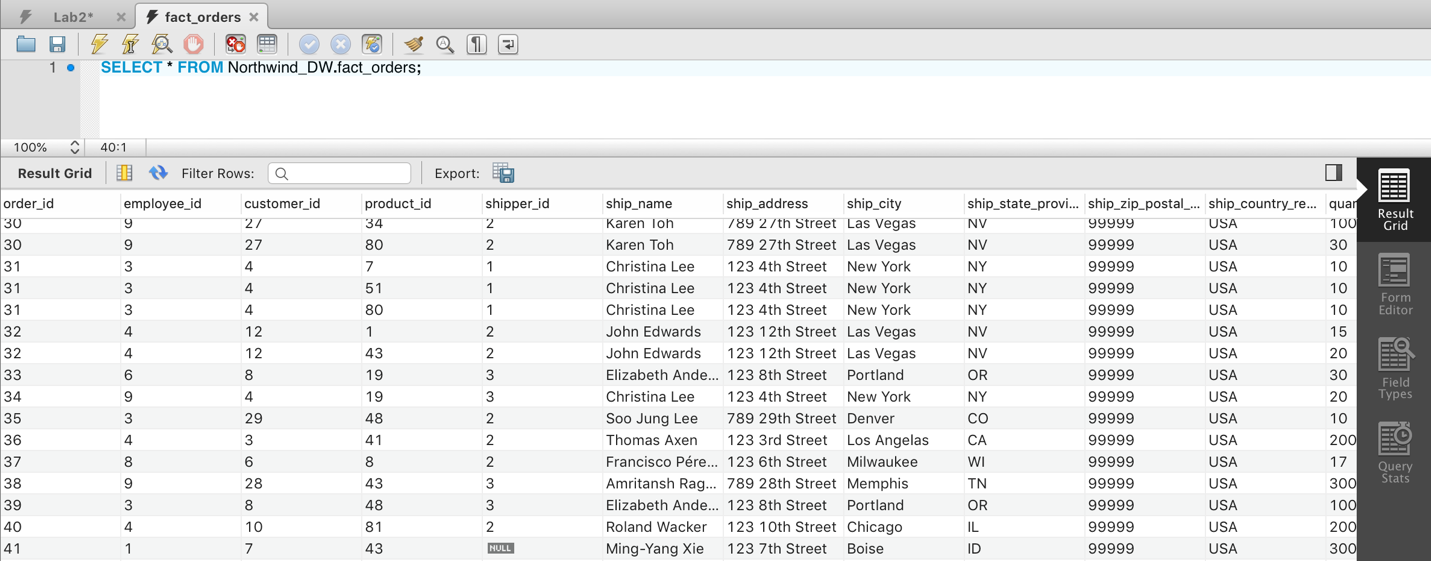 Lab2* fact_orders
1 SELECT * FROM Northwind_DW.fact_orders;
100% 40:1
Result Grid Filter Rows: Export:
order_id employee_id customer_id product_id shipper_id ship_name ship_address ship_city ship_state_provi... ship_zip_postal_... ship_country_re... quar
30 9 27 34 2 Karen Toh 789 27th Street Las Vegas NV 99999 USA 100
30 9 27 80 2 Karen Toh 789 27th Street Las Vegas NV 99999 USA 30
31 3 4 7 1 Christina Lee 123 4th Street New York NY 99999 USA 10
31 3 4 51 1 Christina Lee 123 4th Street New York NY 99999 USA 10
31 3 4 80 1 Christina Lee 123 4th Street New York NY 99999 USA 10
32 4 12 1 2 John Edwards 123 12th Street Las Vegas NV 99999 USA 15
32 4 12 43 2 John Edwards 123 12th Street Las Vegas NV 99999 USA 20
33 6 8 19 3 Elizabeth Ande... 123 8th Street Portland OR 99999 USA 30
34 9 4 19 3 Christina Lee 123 4th Street New York NY 99999 USA 20
35 3 29 48 2 Soo Jung Lee 789 29th Street Denver CO 99999 USA 10
36 4 3 41 2 Thomas Axen 123 3rd Street Los Angelas CA 99999 USA 200
37 8 6 8 2 Francisco Pére... 123 6th Street Milwaukee WI 99999 USA 17
38 9 28 43 3 Amritansh Rag... 789 28th Street Memphis TN 99999 USA 300
39 3 8 48 3 Elizabeth Ande... 123 8th Street Portland OR 99999 USA 100
40 4 10 81 2 Roland Wacker 123 10th Street Chicago IL 99999 USA 200
41 1 7 43 NULL Ming-Yang Xie 123 7th Street Boise ID 99999 USA 300
Result
Grid
Form
Editor
Field
Types
Query
Stats